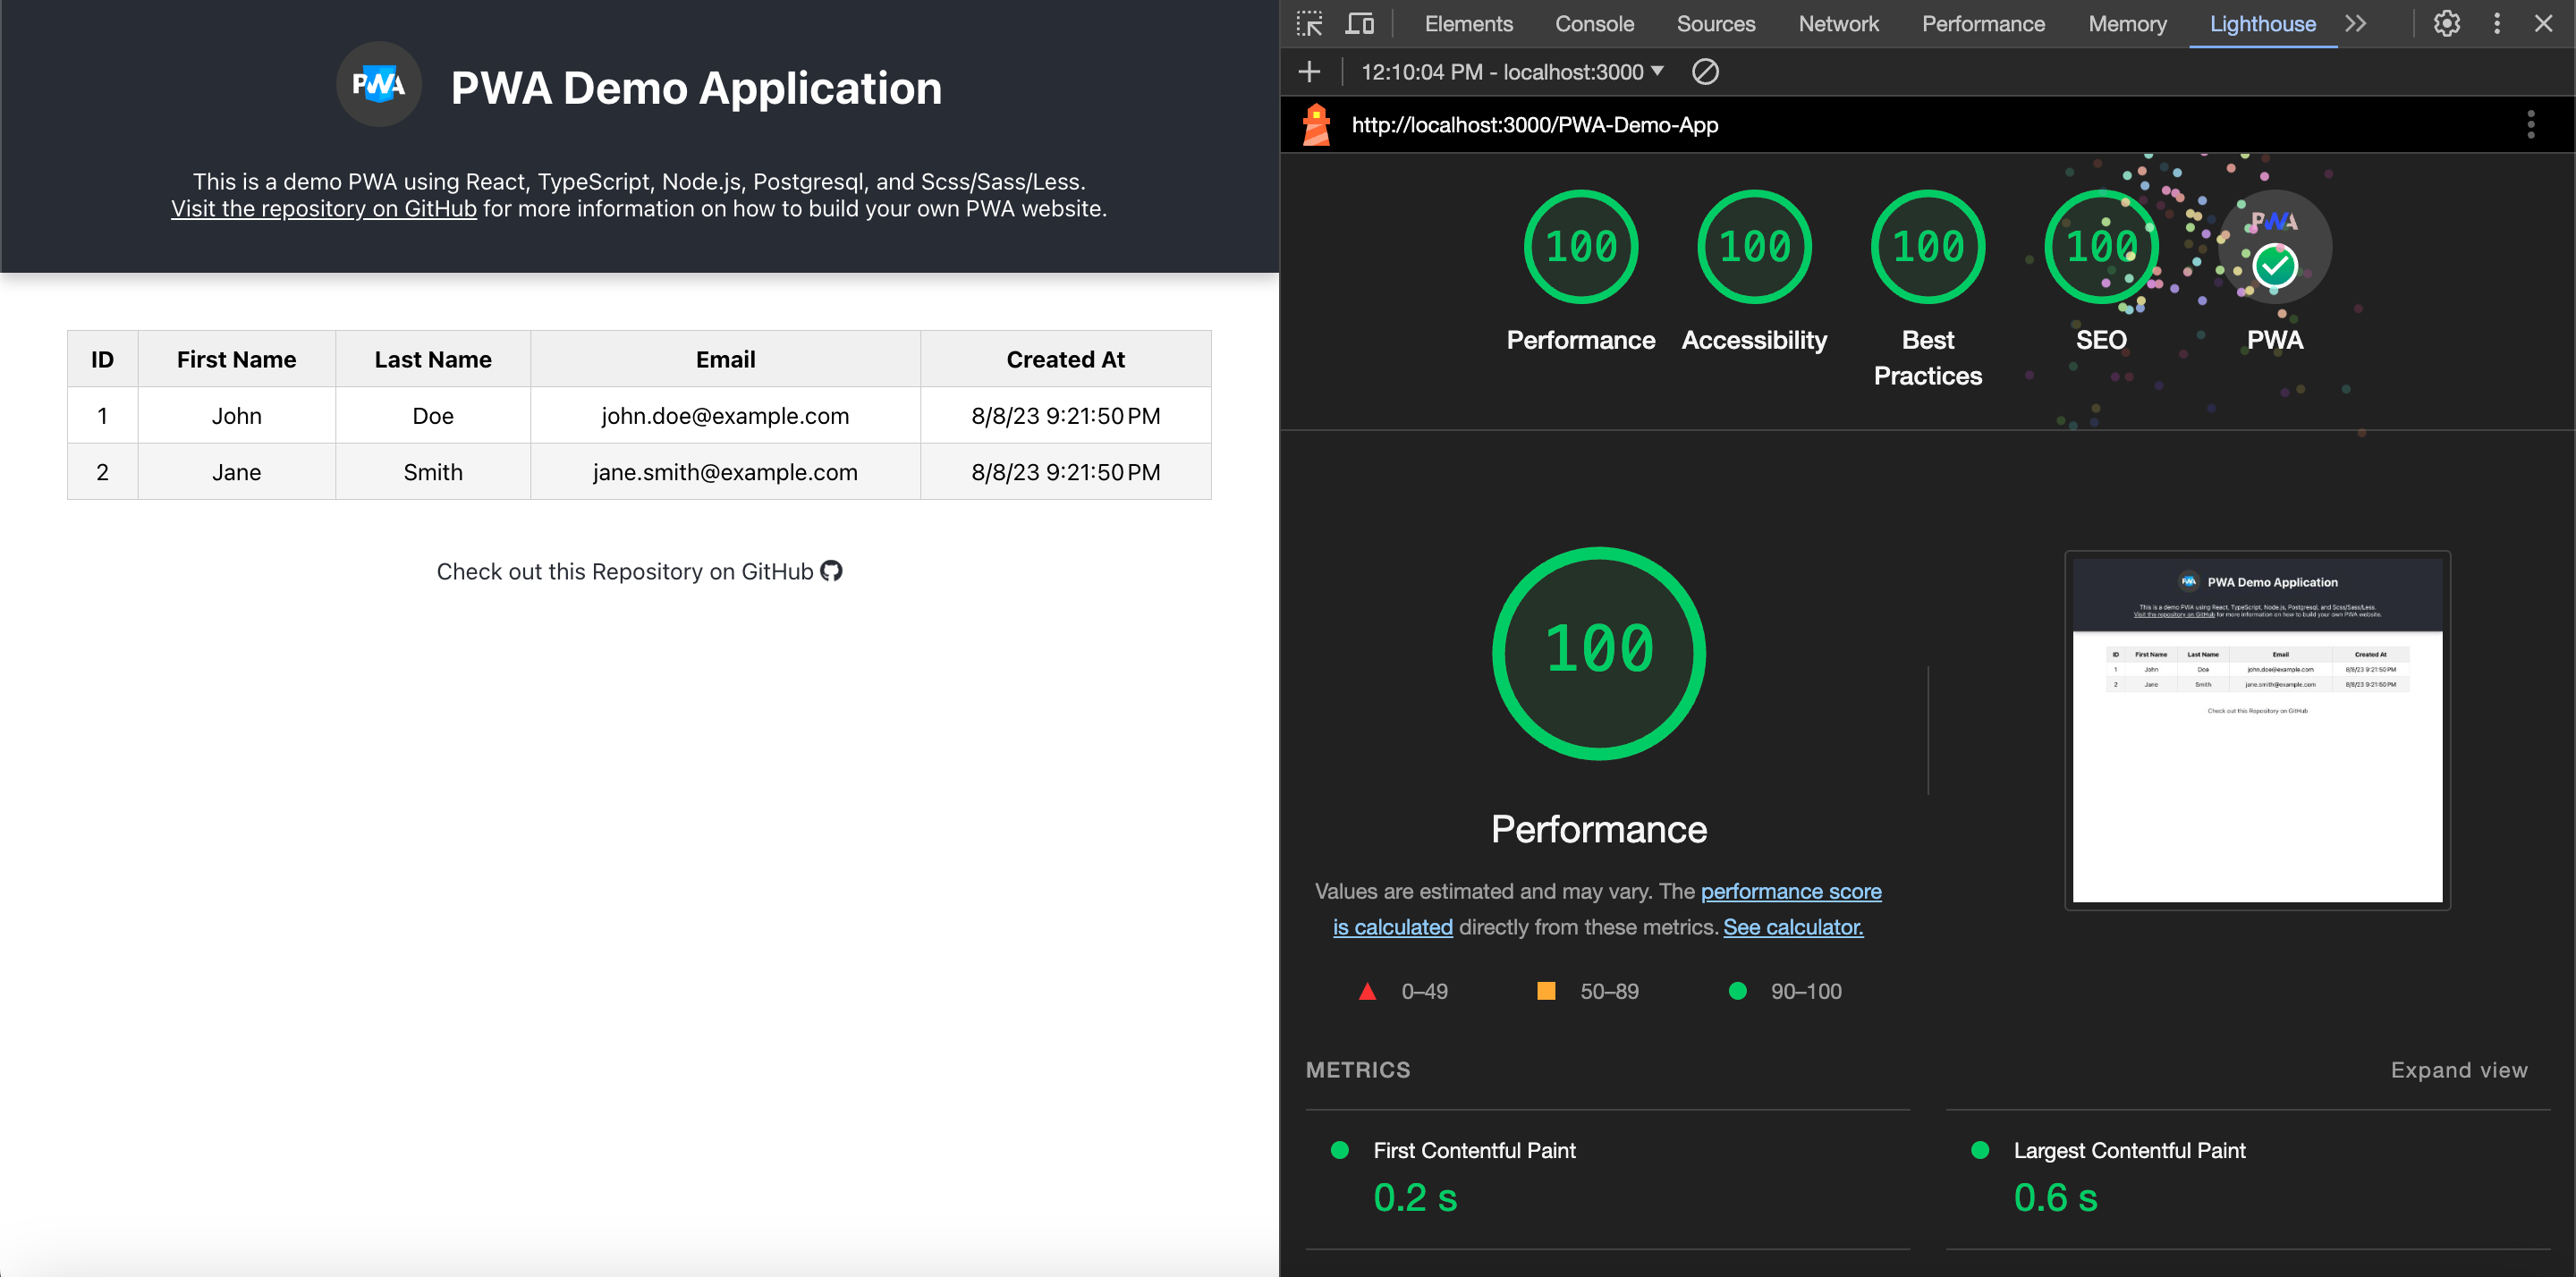 PWA PWA Demo Application
This is a demo PWA using React, TypeScript, Node.js, Postgresql, and Scss/Sass/Less.
Visit the repository on GitHub for more information on how to build your own PWA website.
ID First Name Last Name Email Created At
1 John Doe john.doe@example.com 8/8/23 9:21:50 PM
2 Jane Smith jane.smith@example.com 8/8/23 9:21:50 PM
Check out this Repository on GitHub
Elements Console Sources Network Performance Memory Lighthouse
12:10:04 PM - localhost:3000
http://localhost:3000/PWA-Demo-App
100 100 100 100 PWA
Performance Accessibility Best Practices SEO PWA
100
Performance
Values are estimated and may vary. The performance score
is calculated directly from these metrics. See calculator.
0–49 50–89 90–100
PWA PWA Demo Application
This is a demo PWA using React, TypeScript, Node.js, Postgresql, and Scss/Sass/Less.
Visit the repository on GitHub for more information on how to build your own PWA website.
ID First Name Last Name Email Created At
1 John Doe john.doe@example.com 8/8/23 9:21:50 PM
2 Jane Smith jane.smith@example.com 8/8/23 9:21:50 PM
Check out this Repository on GitHub
METRICS Expand view
First Contentful Paint Largest Contentful Paint
0.2 s 0.6 s